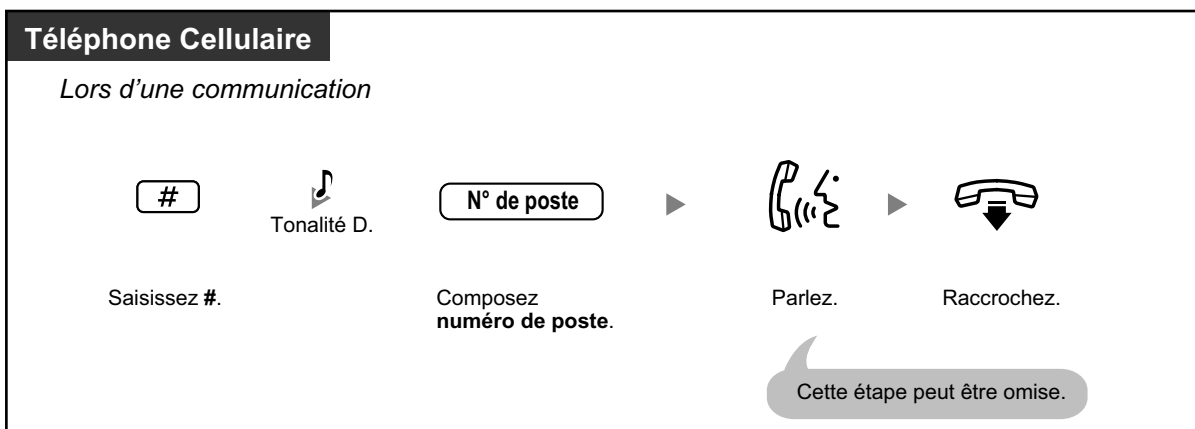 Téléphone Cellulaire
Lors d'une communication
#
Tonalité D.
N° de poste
Saisissez #.
Composez
numéro de poste.
Parlez.
Raccrochez.
Cette étape peut être omise.